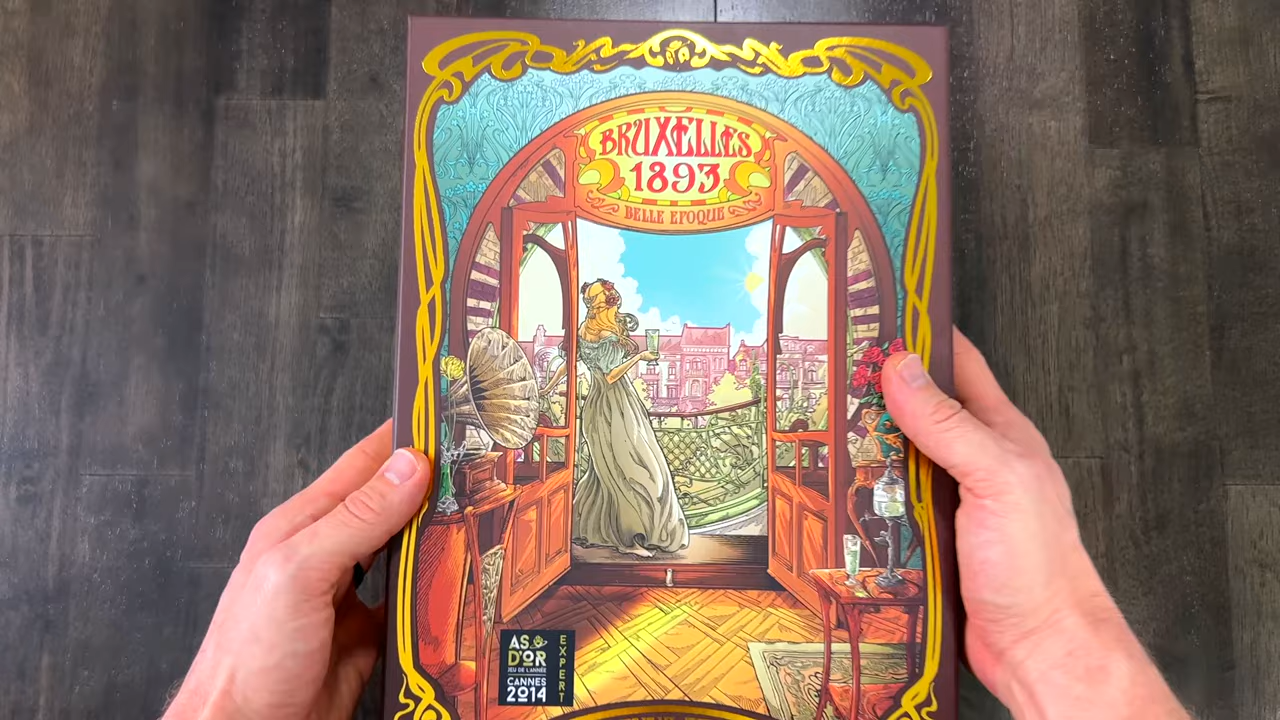 BRUXELLES
1893
BELLE EPOQUE
AS
D'OR
JEU DE L'ANNÉE
CANNES
2014
EXPERT